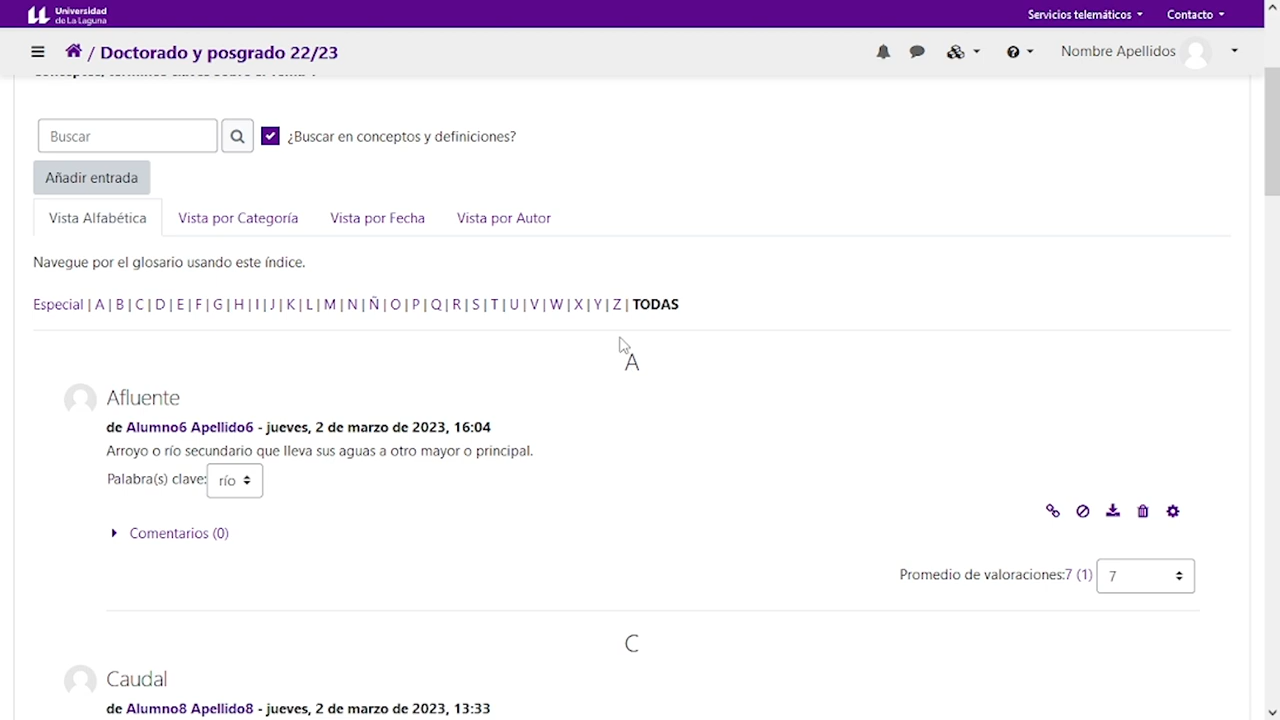 Universidad
de La Laguna
Servicios telemáticos
Contacto
/ Doctorado y posgrado 22/23
Nombre Apellidos
Buscar
¿Buscar en conceptos y definiciones?
Añadir entrada
Vista Alfabética
Vista por Categoría
Vista por Fecha
Vista por Autor
Navegue por el glosario usando este índice.
Especial | A | B | C | D | E | F | G | H | I | J | K | L | M | N | Ñ | O | P | Q | R | S | T | U | V | W | X | Y | Z | TODAS
A
Afluente
de Alumno6 Apellido6 - jueves, 2 de marzo de 2023, 16:04
Arroyo o río secundario que lleva sus aguas a otro mayor o principal.
Palabra(s) clave: río
Comentarios (0)
Promedio de valoraciones:7 (1) 7
C
Caudal
de Alumno8 Apellido8 - jueves, 2 de marzo de 2023, 13:33